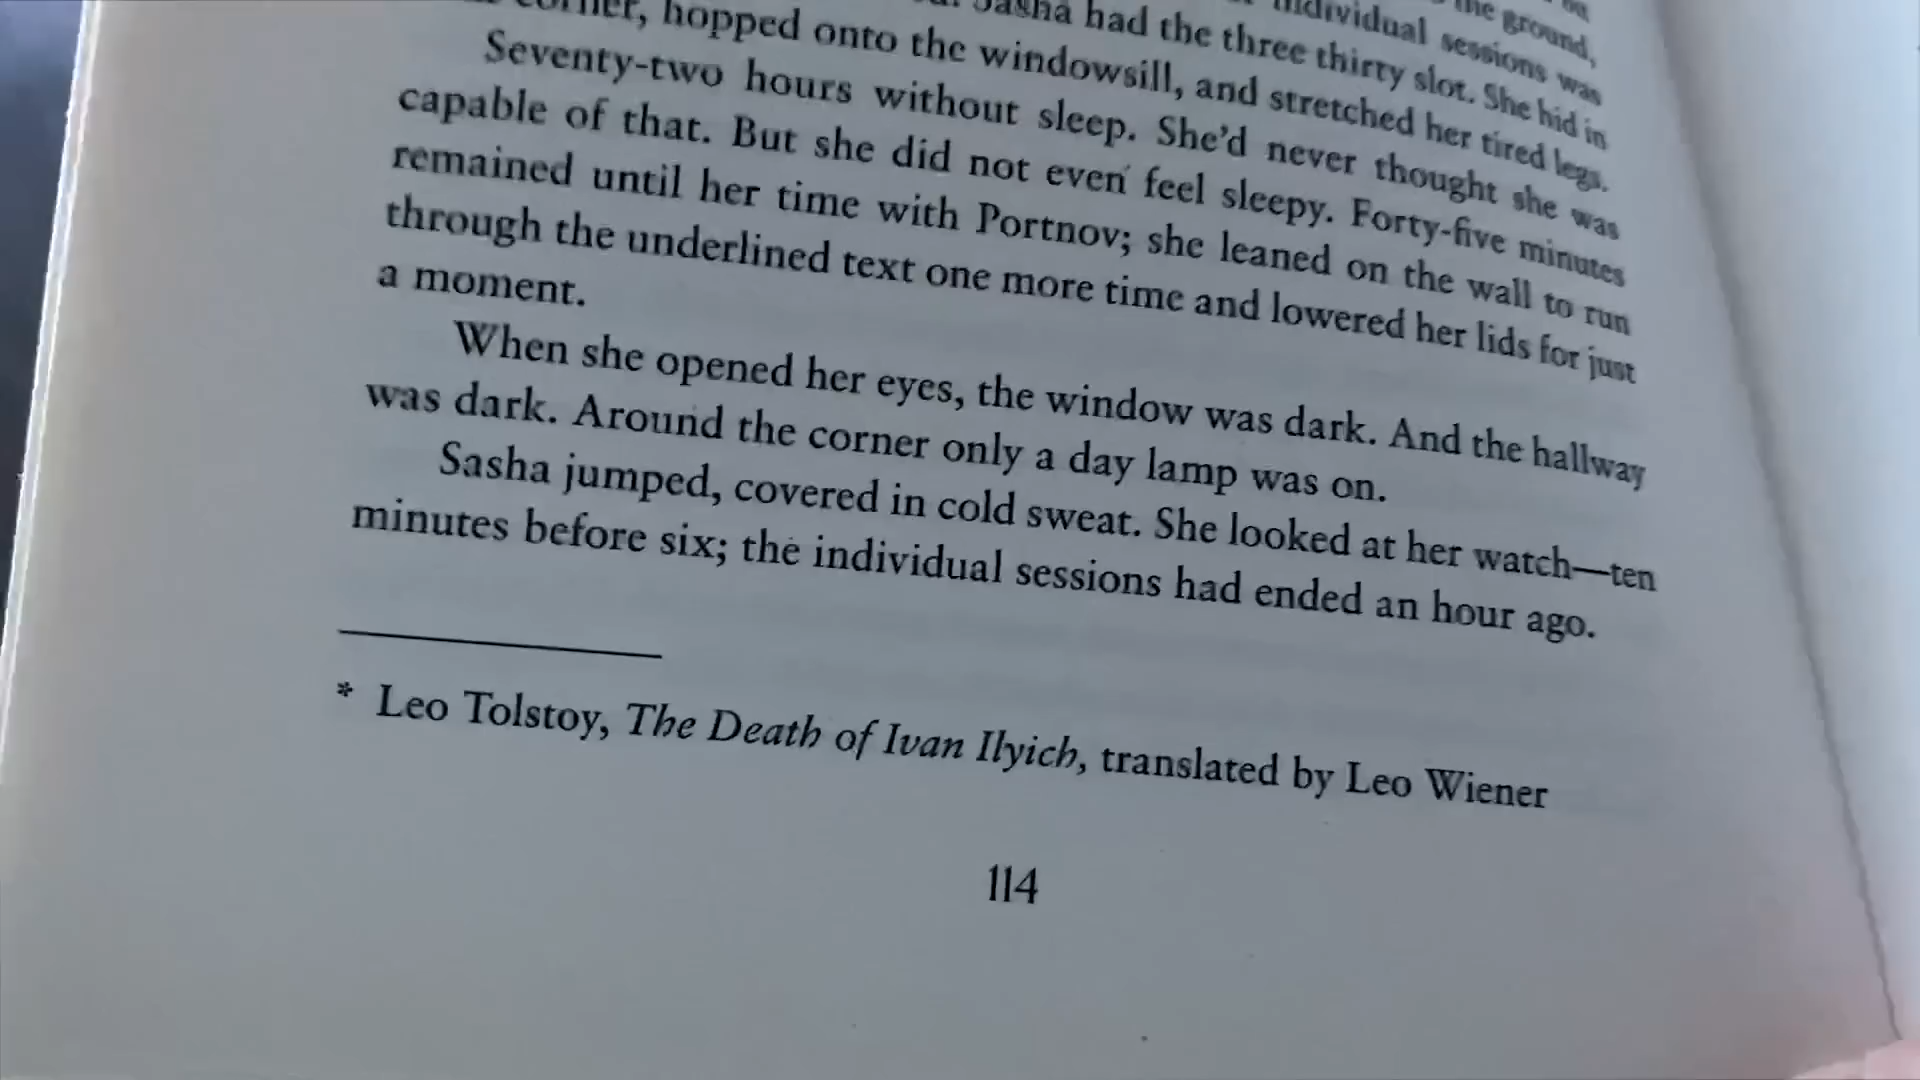 the ground,
individual sessions was
Sasha had the three thirty slot. She hid in
corner, hopped onto the windowsill, and stretched her tired legs.
Seventy-two hours without sleep. She'd never thought she was
capable of that. But she did not even feel sleepy. Forty-five minutes
remained until her time with Portnov; she leaned on the wall to run
through the underlined text one more time and lowered her lids for just
a moment.
When she opened her eyes, the window was dark. And the hallway
was dark. Around the corner only a day lamp was on.
Sasha jumped, covered in cold sweat. She looked at her watch—ten
minutes before six; the individual sessions had ended an hour ago.
* Leo Tolstoy, The Death of Ivan Ilyich, translated by Leo Wiener
114